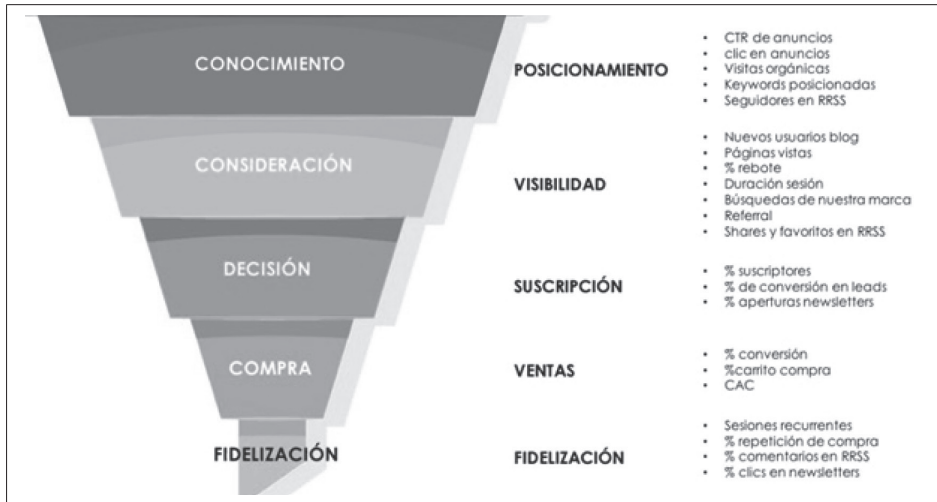 CONOCIMIENTO
POSICIONAMIENTO
• CTR de anuncios
• clic en anuncios
• Visitas orgánicas
• Keywords posicionadas
• Seguidores en RRSS
CONSIDERACIÓN
VISIBILIDAD
• Nuevos usuarios blog
• Páginas vistas
• % rebote
• Duración sesión
• Búsquedas de nuestra marca
• Referral
• Shares y favoritos en RRSS
DECISIÓN
SUSCRIPCIÓN
• % suscriptores
• % de conversión en leads
• % aperturas newsletters
COMPRA
VENTAS
• % conversión
• %carrito compra
• CAC
FIDELIZACIÓN
FIDELIZACIÓN
• Sesiones recurrentes
• % repetición de compra
• % comentarios en RRSS
• % clics en newsletters